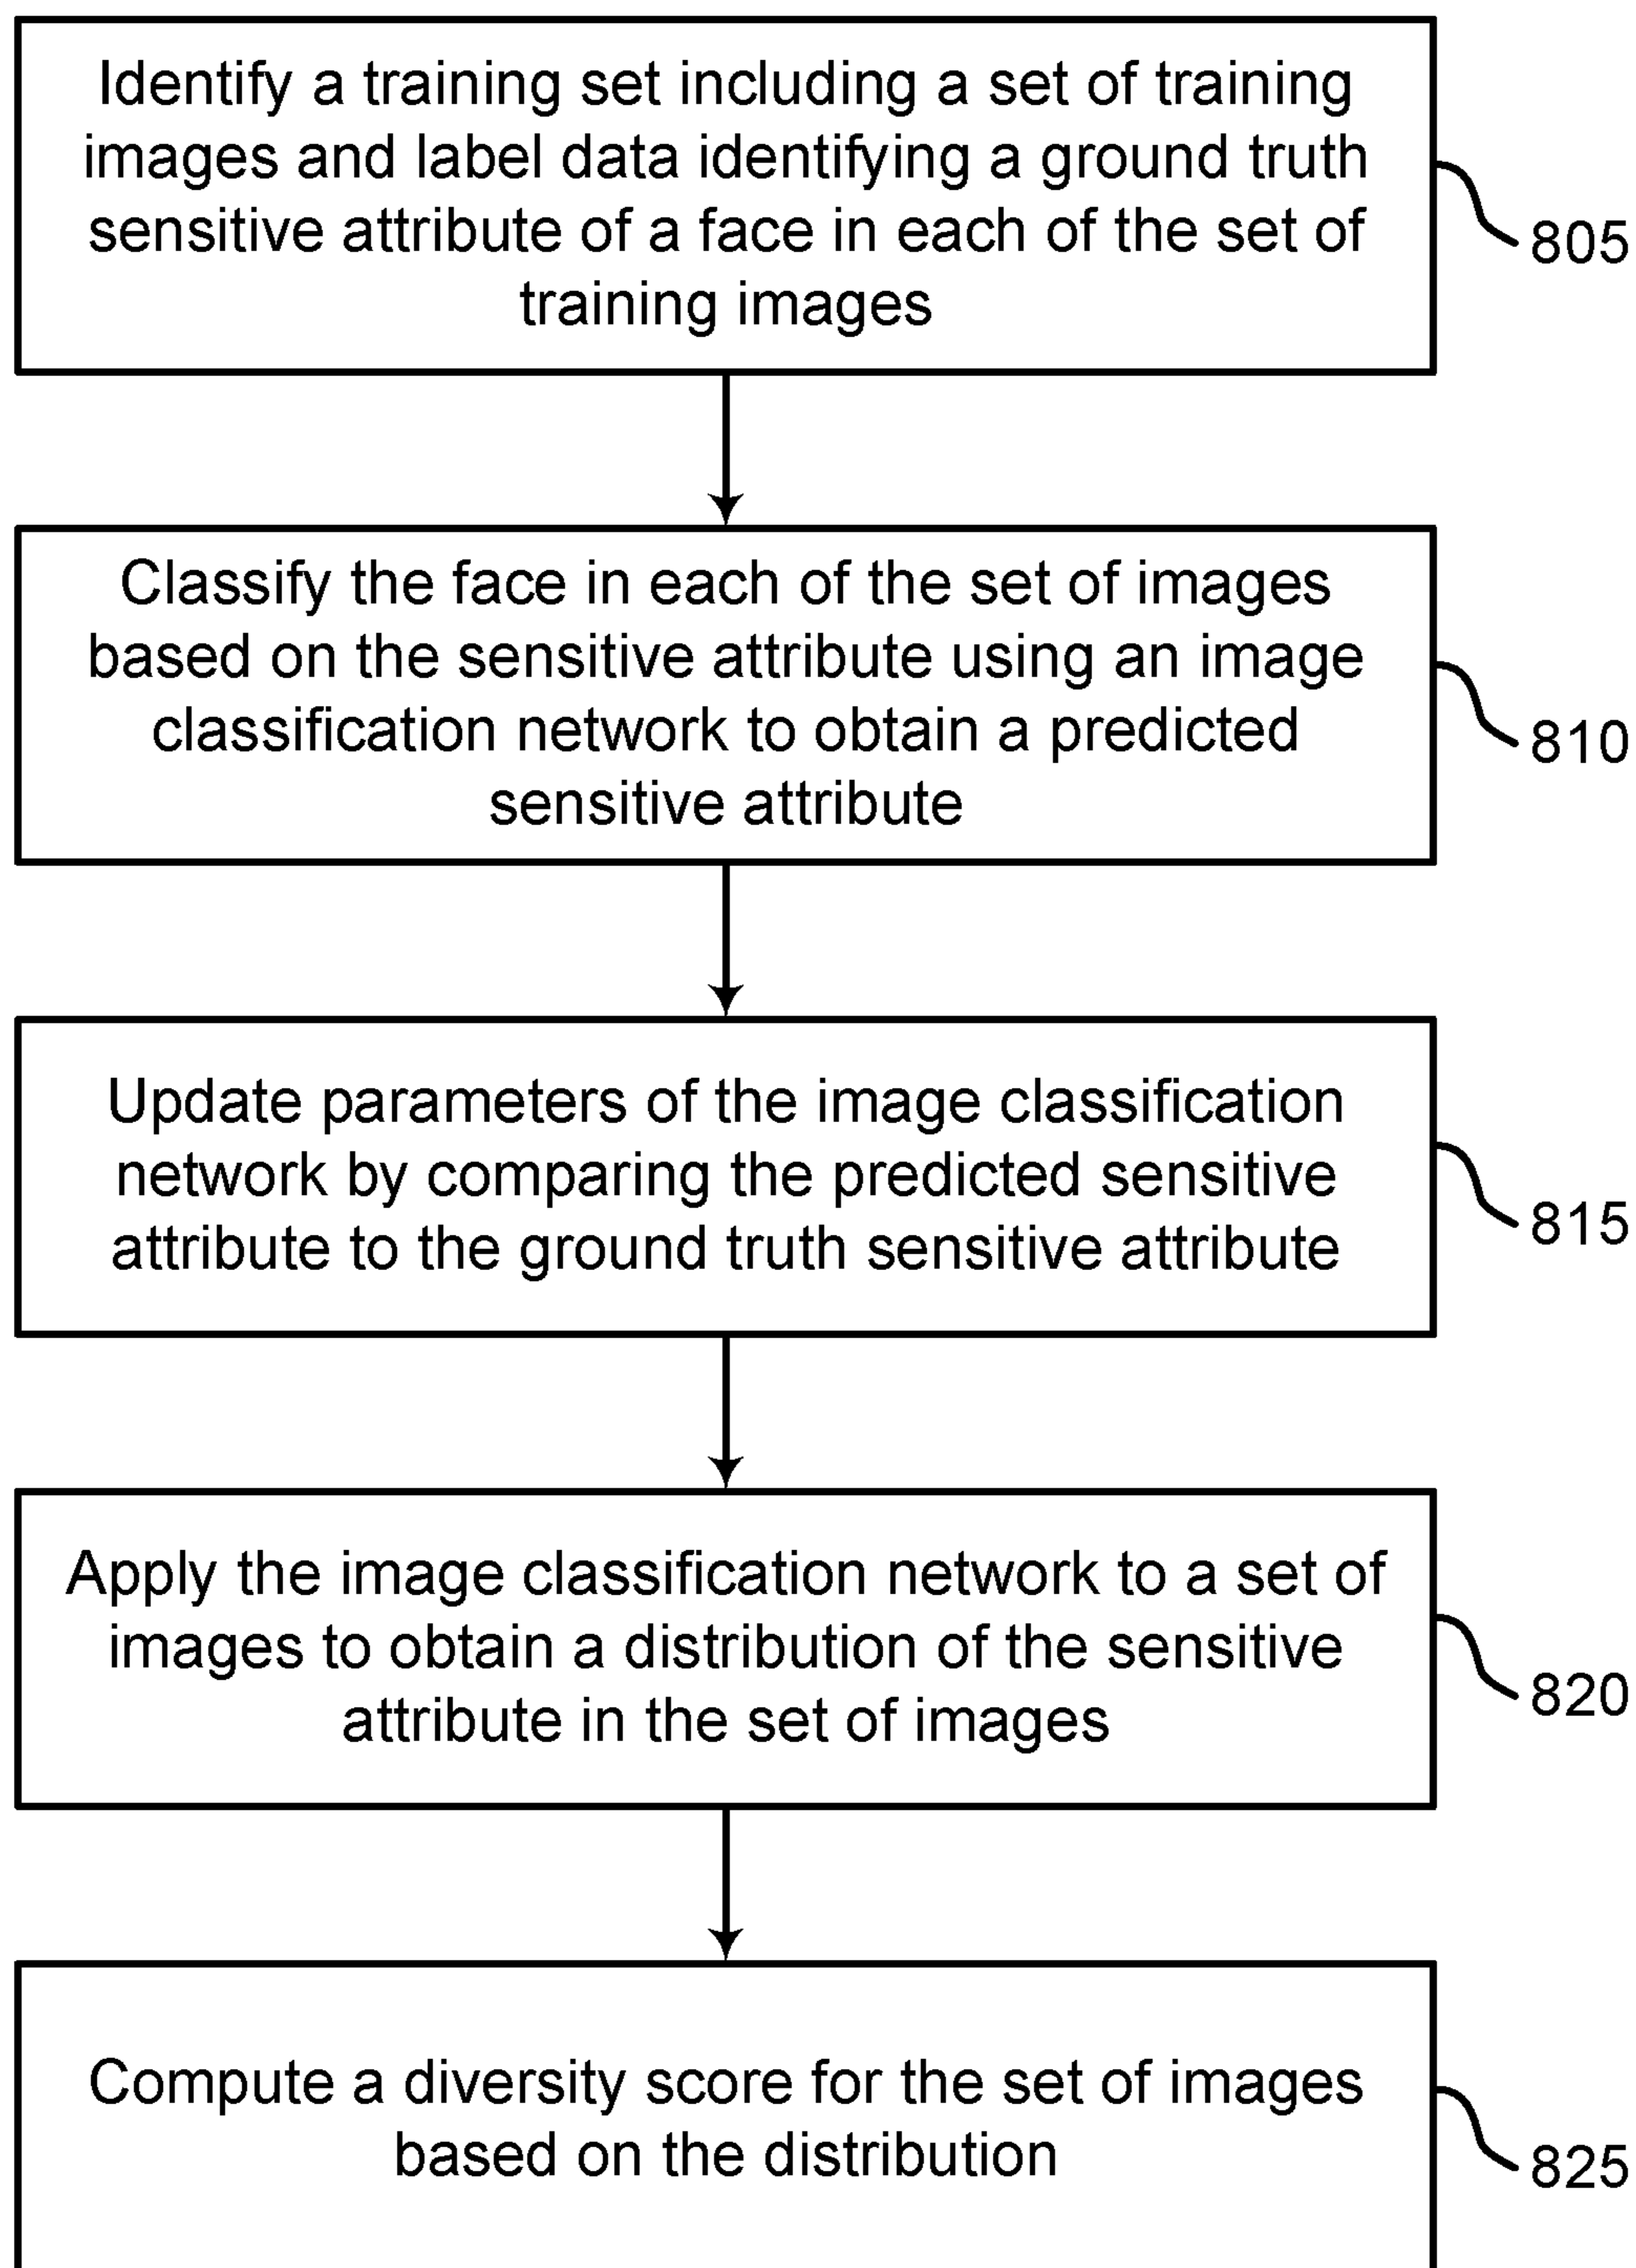 Identify a training set including a set of training
images and label data identifying a ground truth
sensitive attribute of a face in each of the set of
training images
805
Classify the face in each of the set of images
based on the sensitive attribute using an image
classification network to obtain a predicted
sensitive attribute
810
Update parameters of the image classification
network by comparing the predicted sensitive
attribute to the ground truth sensitive attribute
815
Apply the image classification network to a set of
images to obtain a distribution of the sensitive
attribute in the set of images
820
Compute a diversity score for the set of images
based on the distribution
825